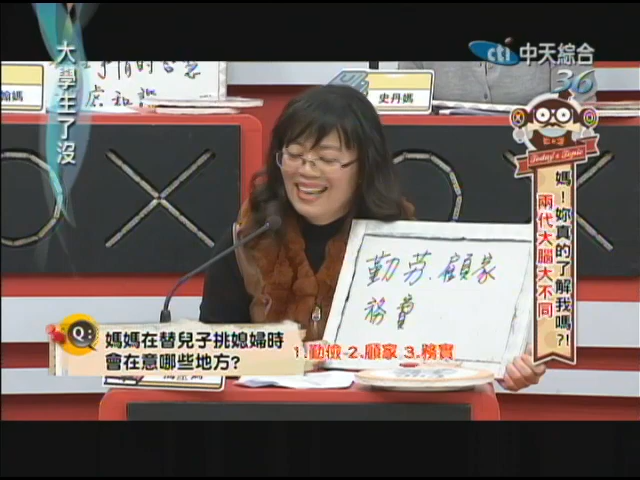 大學生了沒
cti 中天綜合
36
翰媽
史丹媽
Today's Topic
媽！妳真的了解我嗎?!
兩代大腦大不同
勤劳.顧家
Q:
媽媽在替兒子挑媳婦時
會在意哪些地方?
1.勤儉 2.顧家 3.務實